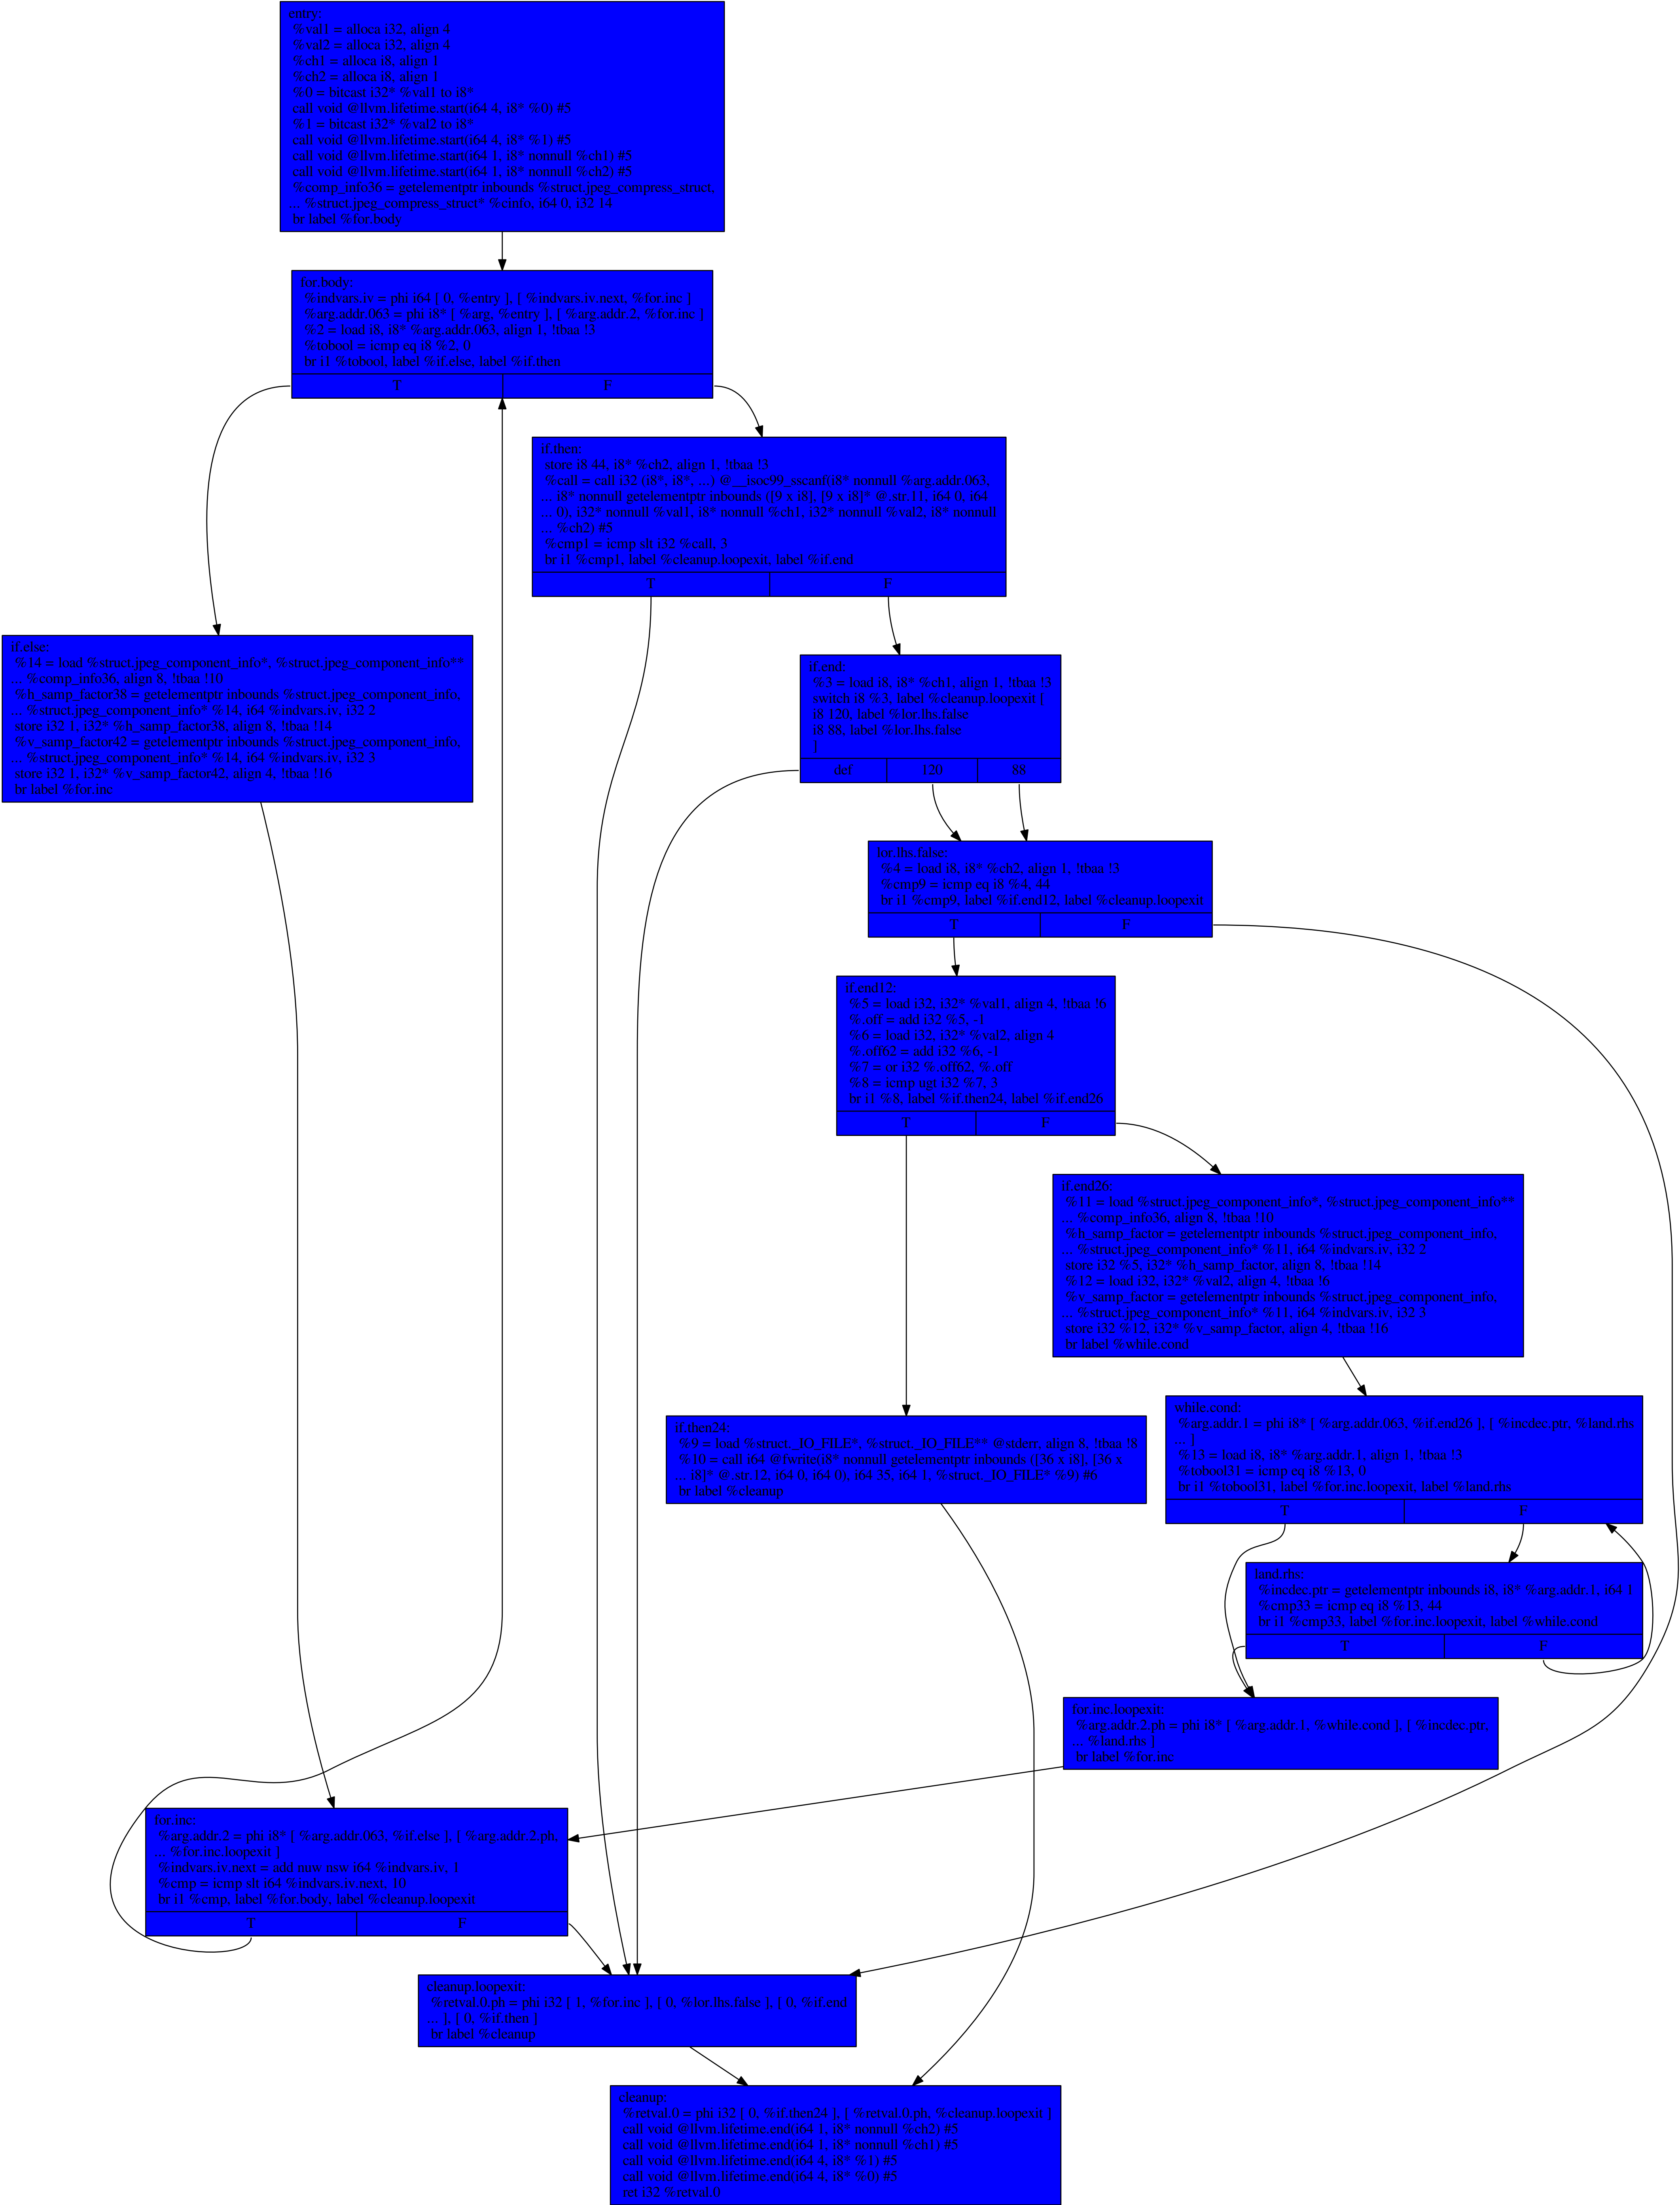 entry:
%val1 = alloca i32, align 4
%val2 = alloca i32, align 4
%ch1 = alloca i8, align 1
%ch2 = alloca i8, align 1
%0 = bitcast i32* %val1 to i8*
call void @llvm.lifetime.start(i64 4, i8* %0) #5
%1 = bitcast i32* %val2 to i8*
call void @llvm.lifetime.start(i64 4, i8* %1) #5
call void @llvm.lifetime.start(i64 1, i8* nonnull %ch1) #5
call void @llvm.lifetime.start(i64 1, i8* nonnull %ch2) #5
%comp_info36 = getelementptr inbounds %struct.jpeg_compress_struct,
... %struct.jpeg_compress_struct* %cinfo, i64 0, i32 14
br label %for.body
for.body:
%indvars.iv = phi i64 [ 0, %entry ], [ %indvars.iv.next, %for.inc ]
%arg.addr.063 = phi i8* [ %arg, %entry ], [ %arg.addr.2, %for.inc ]
%2 = load i8, i8* %arg.addr.063, align 1, !tbaa !3
%tobool = icmp eq i8 %2, 0
br i1 %tobool, label %if.else, label %if.then
T F
if.then:
store i8 44, i8* %ch2, align 1, !tbaa !3
%call = call i32 (i8*, i8*, ...) @__isoc99_sscanf(i8* nonnull %arg.addr.063,
... i8* nonnull getelementptr inbounds ([9 x i8], [9 x i8]* @.str.11, i64 0, i64
... 0), i32* nonnull %val1, i8* nonnull %ch1, i32* nonnull %val2, i8* nonnull
... %ch2) #5
%cmp1 = icmp slt i32 %call, 3
br i1 %cmp1, label %cleanup.loopexit, label %if.end
T F
if.else:
%14 = load %struct.jpeg_component_info*, %struct.jpeg_component_info**
... %comp_info36, align 8, !tbaa !10
%h_samp_factor38 = getelementptr inbounds %struct.jpeg_component_info,
... %struct.jpeg_component_info* %14, i64 %indvars.iv, i32 2
store i32 1, i32* %h_samp_factor38, align 8, !tbaa !14
%v_samp_factor42 = getelementptr inbounds %struct.jpeg_component_info,
... %struct.jpeg_component_info* %14, i64 %indvars.iv, i32 3
store i32 1, i32* %v_samp_factor42, align 4, !tbaa !16
br label %for.inc
if.end:
%3 = load i8, i8* %ch1, align 1, !tbaa !3
switch i8 %3, label %cleanup.loopexit [
i8 120, label %lor.lhs.false
i8 88, label %lor.lhs.false
]
def 120 88
lor.lhs.false:
%4 = load i8, i8* %ch2, align 1, !tbaa !3
%cmp9 = icmp eq i8 %4, 44
br i1 %cmp9, label %if.end12, label %cleanup.loopexit
T F
if.end12:
%5 = load i32, i32* %val1, align 4, !tbaa !6
%.off = add i32 %5, -1
%6 = load i32, i32* %val2, align 4
%.off62 = add i32 %6, -1
%7 = or i32 %.off62, %.off
%8 = icmp ugt i32 %7, 3
br i1 %8, label %if.then24, label %if.end26
T F
if.end26:
%11 = load %struct.jpeg_component_info*, %struct.jpeg_component_info**
... %comp_info36, align 8, !tbaa !10
%h_samp_factor = getelementptr inbounds %struct.jpeg_component_info,
... %struct.jpeg_component_info* %11, i64 %indvars.iv, i32 2
store i32 %5, i32* %h_samp_factor, align 8, !tbaa !14
%12 = load i32, i32* %val2, align 4, !tbaa !6
%v_samp_factor = getelementptr inbounds %struct.jpeg_component_info,
... %struct.jpeg_component_info* %11, i64 %indvars.iv, i32 3
store i32 %12, i32* %v_samp_factor, align 4, !tbaa !16
br label %while.cond
while.cond:
%arg.addr.1 = phi i8* [ %arg.addr.063, %if.end26 ], [ %incdec.ptr, %land.rhs
... ]
%13 = load i8, i8* %arg.addr.1, align 1, !tbaa !3
%tobool31 = icmp eq i8 %13, 0
br i1 %tobool31, label %for.inc.loopexit, label %land.rhs
T F
if.then24:
%9 = load %struct._IO_FILE*, %struct._IO_FILE** @stderr, align 8, !tbaa !8
%10 = call i64 @fwrite(i8* nonnull getelementptr inbounds ([36 x i8], [36 x
... i8]* @.str.12, i64 0, i64 0), i64 35, i64 1, %struct._IO_FILE* %9) #6
br label %cleanup
land.rhs:
%incdec.ptr = getelementptr inbounds i8, i8* %arg.addr.1, i64 1
%cmp33 = icmp eq i8 %13, 44
br i1 %cmp33, label %for.inc.loopexit, label %while.cond
T F
for.inc.loopexit:
%arg.addr.2.ph = phi i8* [ %arg.addr.1, %while.cond ], [ %incdec.ptr,
... %land.rhs ]
br label %for.inc
for.inc:
%arg.addr.2 = phi i8* [ %arg.addr.063, %if.else ], [ %arg.addr.2.ph,
... %for.inc.loopexit ]
%indvars.iv.next = add nuw nsw i64 %indvars.iv, 1
%cmp = icmp slt i64 %indvars.iv.next, 10
br i1 %cmp, label %for.body, label %cleanup.loopexit
T F
cleanup.loopexit:
%retval.0.ph = phi i32 [ 1, %for.inc ], [ 0, %lor.lhs.false ], [ 0, %if.end
... ], [ 0, %if.then ]
br label %cleanup
cleanup:
%retval.0 = phi i32 [ 0, %if.then24 ], [ %retval.0.ph, %cleanup.loopexit ]
call void @llvm.lifetime.end(i64 1, i8* nonnull %ch2) #5
call void @llvm.lifetime.end(i64 1, i8* nonnull %ch1) #5
call void @llvm.lifetime.end(i64 4, i8* %1) #5
call void @llvm.lifetime.end(i64 4, i8* %0) #5
ret i32 %retval.0